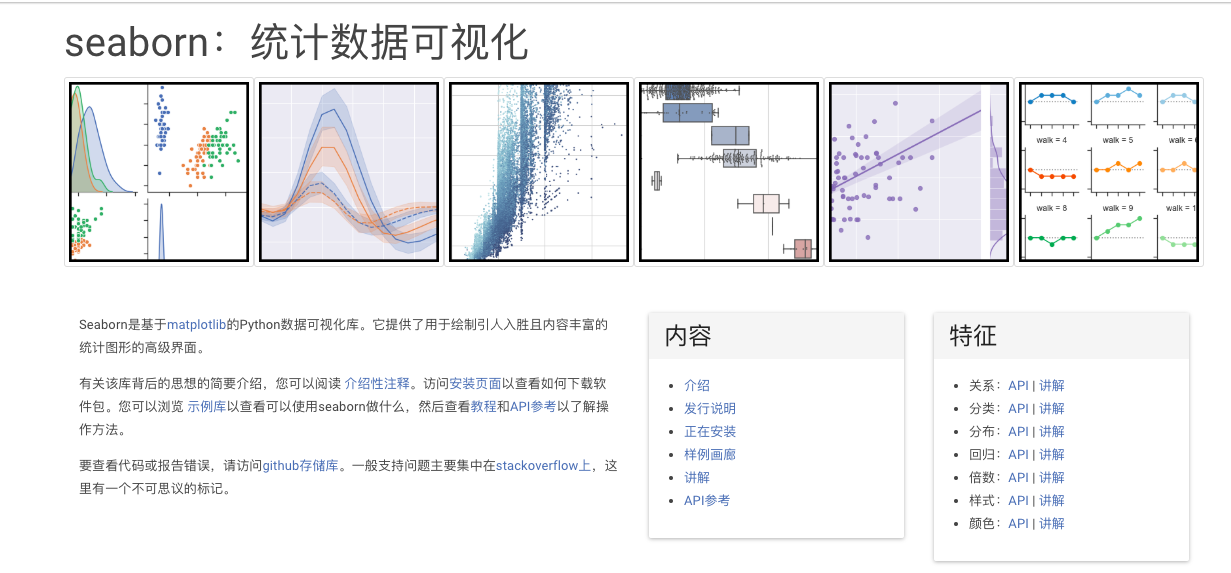 seaborn：统计数据可视化
walk = 4
walk = 5
walk = 8
walk = 9
Seaborn是基于matplotlib的Python数据可视化库。它提供了用于绘制引人入胜且内容丰富的
统计图形的高级界面。
有关该库背后的思想的简要介绍，您可以阅读 介绍性注释。访问安装页面以查看如何下载软
件包。您可以浏览 示例库以查看可以使用seaborn做什么，然后查看教程和API参考以了解操
作方法。
要查看代码或报告错误，请访问github存储库。一般支持问题主要集中在stackoverflow上，这
里有一个不可思议的标记。
内容
介绍
发行说明
正在安装
样例画廊
讲解
API参考
特征
关系：API | 讲解
分类：API | 讲解
分布：API | 讲解
回归：API | 讲解
倍数：API | 讲解
样式：API | 讲解
颜色：API | 讲解